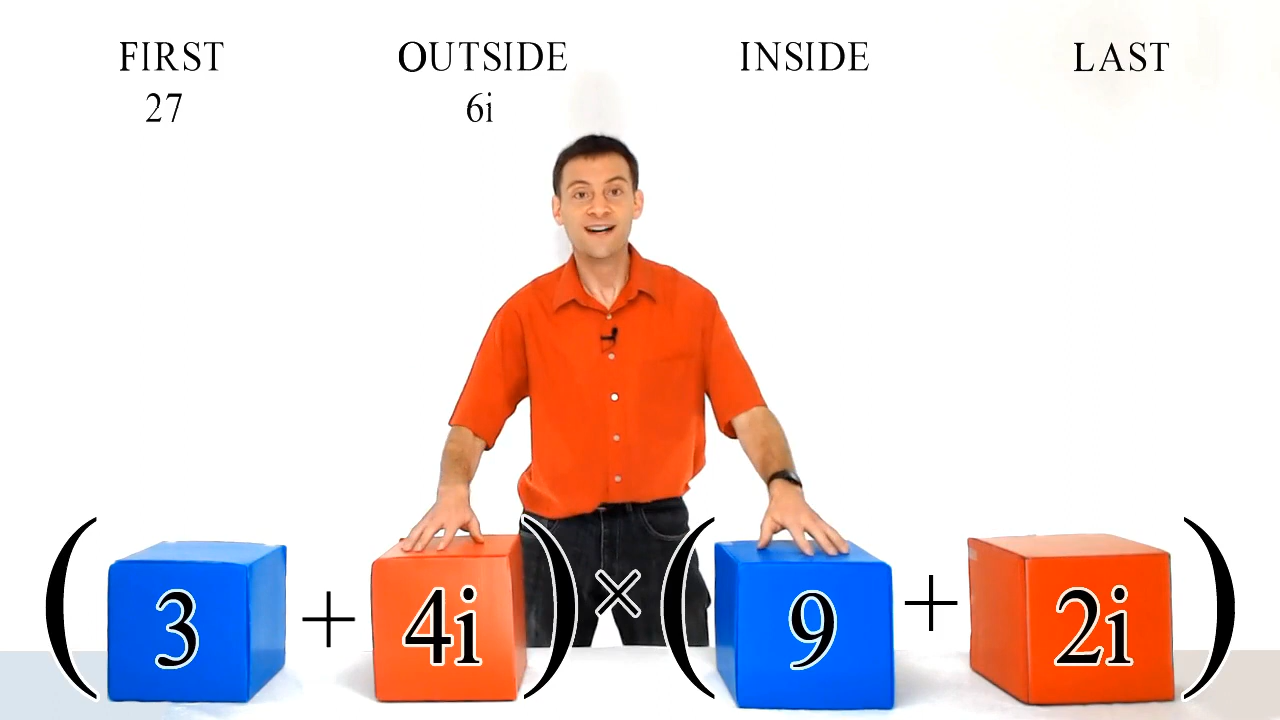 FIRST OUTSIDE INSIDE LAST
27 6i
(3 + 4i) × (9 + 2i)